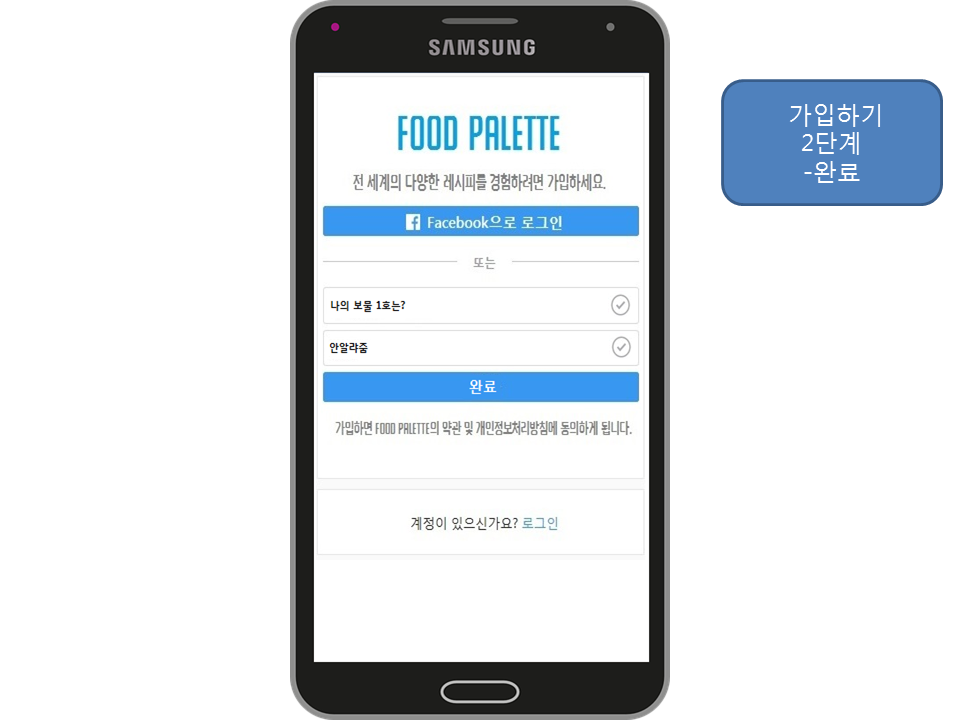 SAMSUNG
FOOD PALETTE
전 세계의 다양한 레시피를 경험하려면 가입하세요.
Facebook으로 로그인
또는
나의 보물 1호는?
안알랴줌
완료
가입하면 FOOD PALETTE의 약관 및 개인정보처리방침에 동의하게 됩니다.
계정이 있으신가요? 로그인
가입하기
2단계
-완료